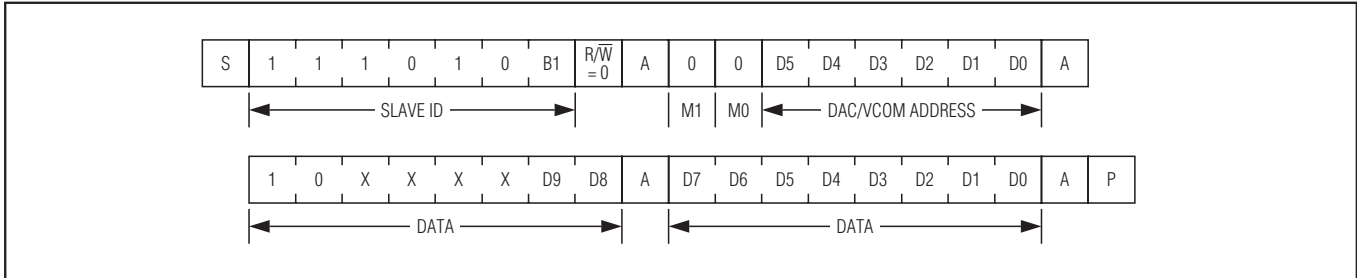 S 1 1 1 0 1 0 B1 R/W̅ = 0 A 0 0 D5 D4 D3 D2 D1 D0 A
SLAVE ID M1 M0 DAC/VCOM ADDRESS
1 0 X X X X D9 D8 A D7 D6 D5 D4 D3 D2 D1 D0 A P
DATA DATA